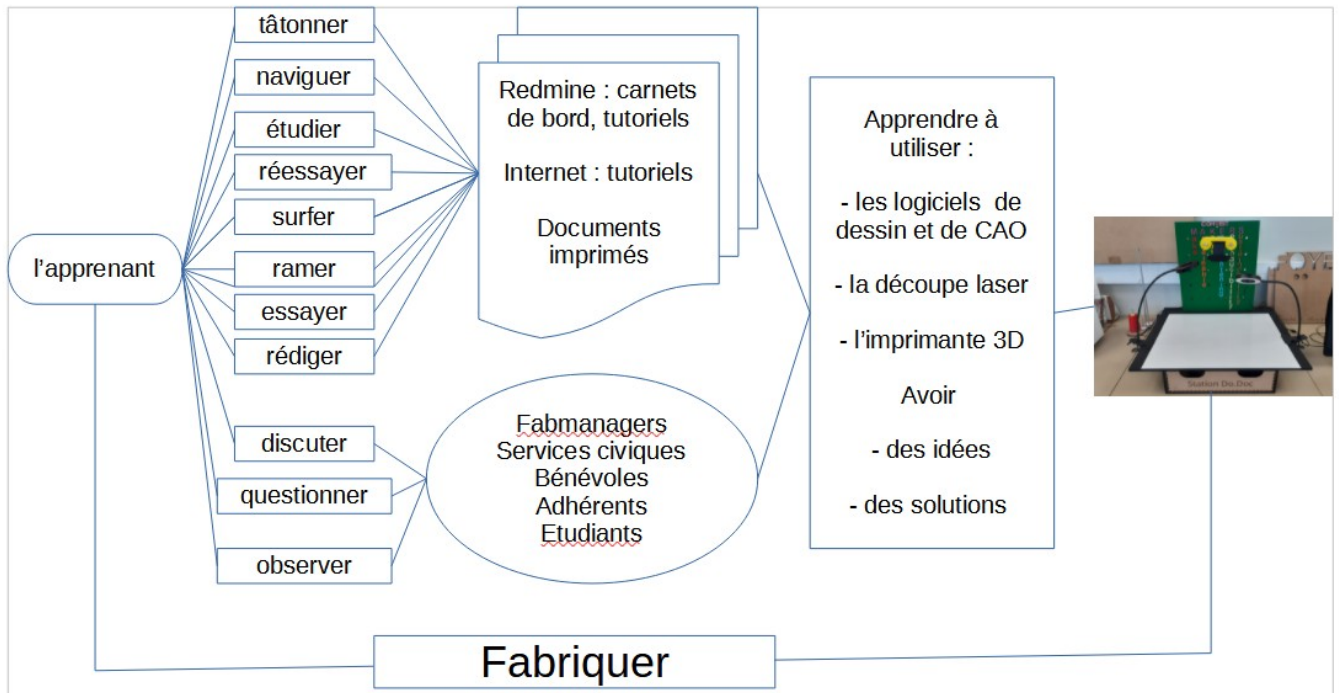 l’apprenant
tâtonner
naviguer
étudier
réessayer
surfer
ramer
essayer
rédiger
discuter
questionner
observer
Redmine : carnets
de bord, tutoriels
Internet : tutoriels
Documents
imprimés
Fabmanagers
Services civiques
Bénévoles
Adhérents
Etudiants
Apprendre à
utiliser :
- les logiciels de
dessin et de CAO
- la découpe laser
- l’imprimante 3D
Avoir
- des idées
- des solutions
Station Do.Doc
Fabriquer